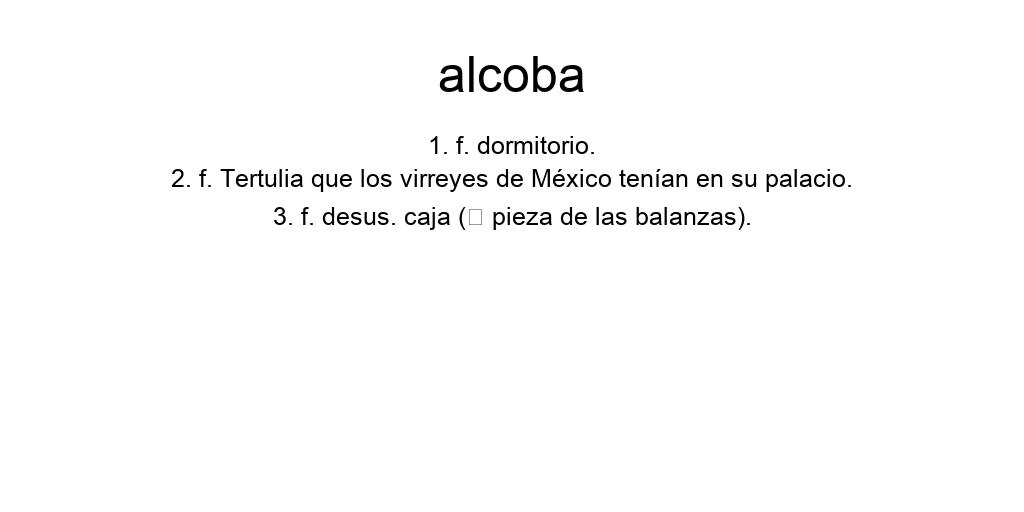 alcoba
1. f. dormitorio.
2. f. Tertulia que los virreyes de México tenían en su palacio.
3. f. desus. caja (□ pieza de las balanzas).